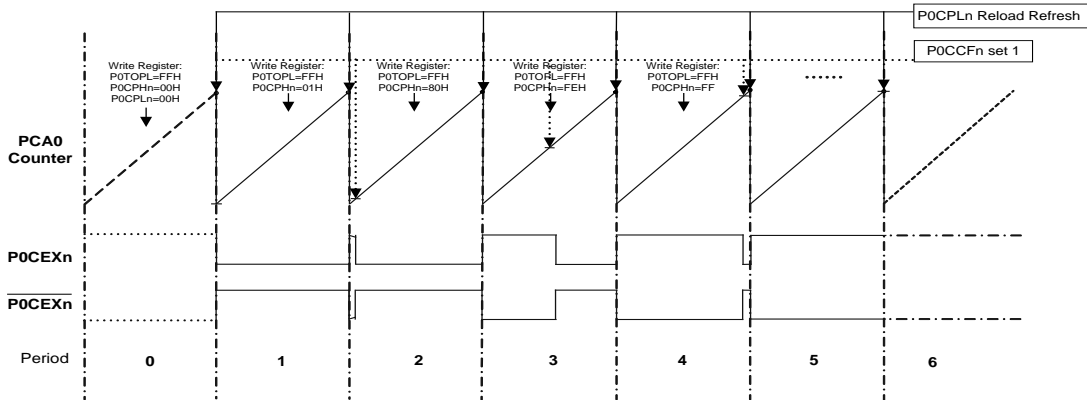 P0CPLn Reload Refresh
P0CCFn set 1
Write Register:
P0TOPL=FFH
P0CPHn=00H
P0CPLn=00H
Write Register:
P0TOPL=FFH
P0CPHn=01H
Write Register:
P0TOPL=FFH
P0CPHn=80H
Write Register:
P0TOPL=FFH
P0CPHn=FEH
Write Register:
P0TOPL=FFH
P0CPHn=FF
PCA0
Counter
P0CEXn
P0CEXn
Period 0 1 2 3 4 5 6